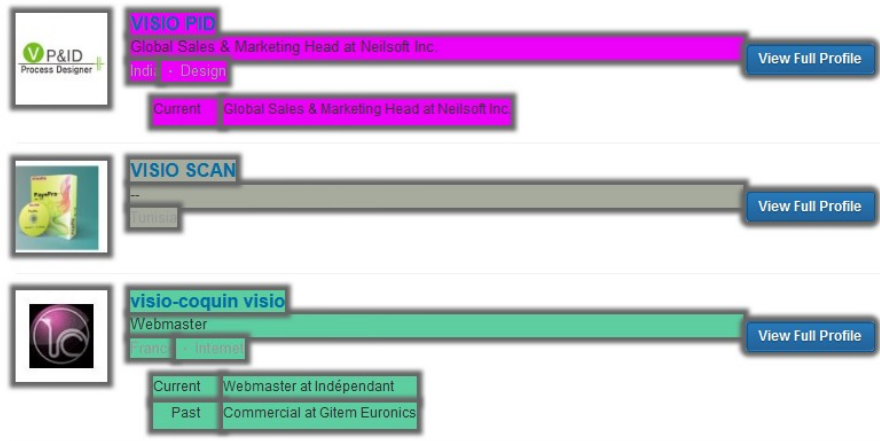 VISIO PID
P&ID
Process Designer
Global Sales & Marketing Head at Neilsoft Inc.
· Design
View Full Profile
Current Global Sales & Marketing Head at Neilsoft Inc.
VISIO SCAN
--
Tunisia
View Full Profile
visio-coquin visio
Webmaster
· Internet
View Full Profile
Current Webmaster at Indépendant
Past Commercial at Gitem Euronics